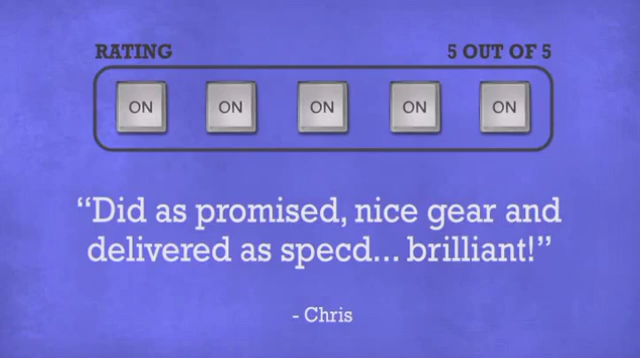 RATING 5 OUT OF 5
ON ON ON ON ON
“Did as promised, nice gear and
delivered as specd... brilliant!”
- Chris